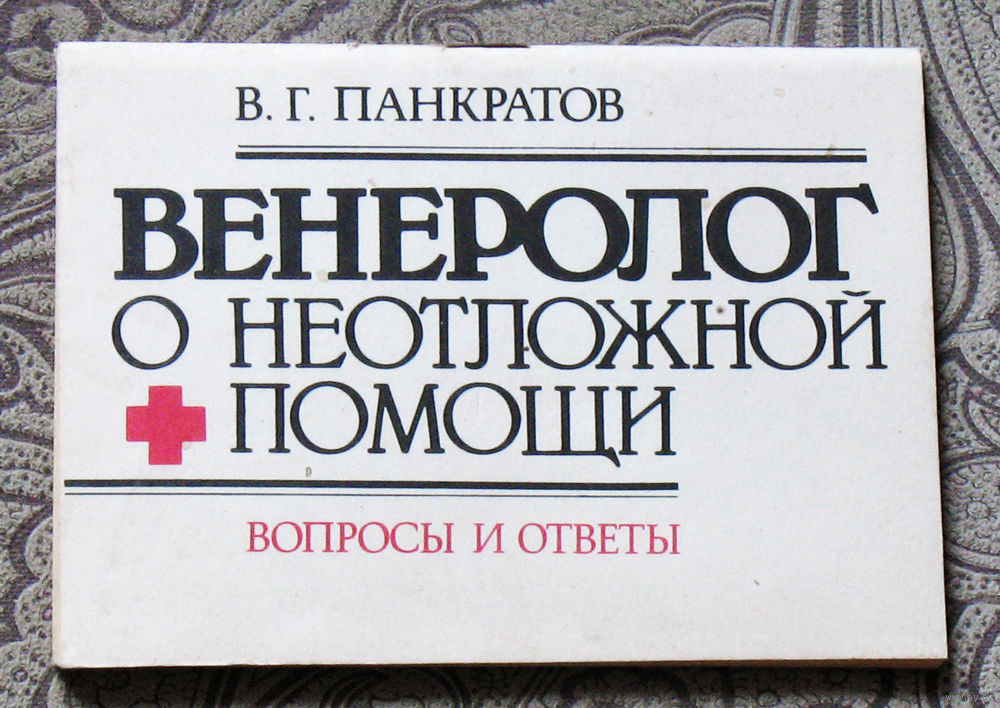 В. Г. ПАНКРАТОВ
ВЕНЕРОЛОГ
О НЕОТЛОЖНОЙ
ПОМОЩИ
ВОПРОСЫ И ОТВЕТЫ